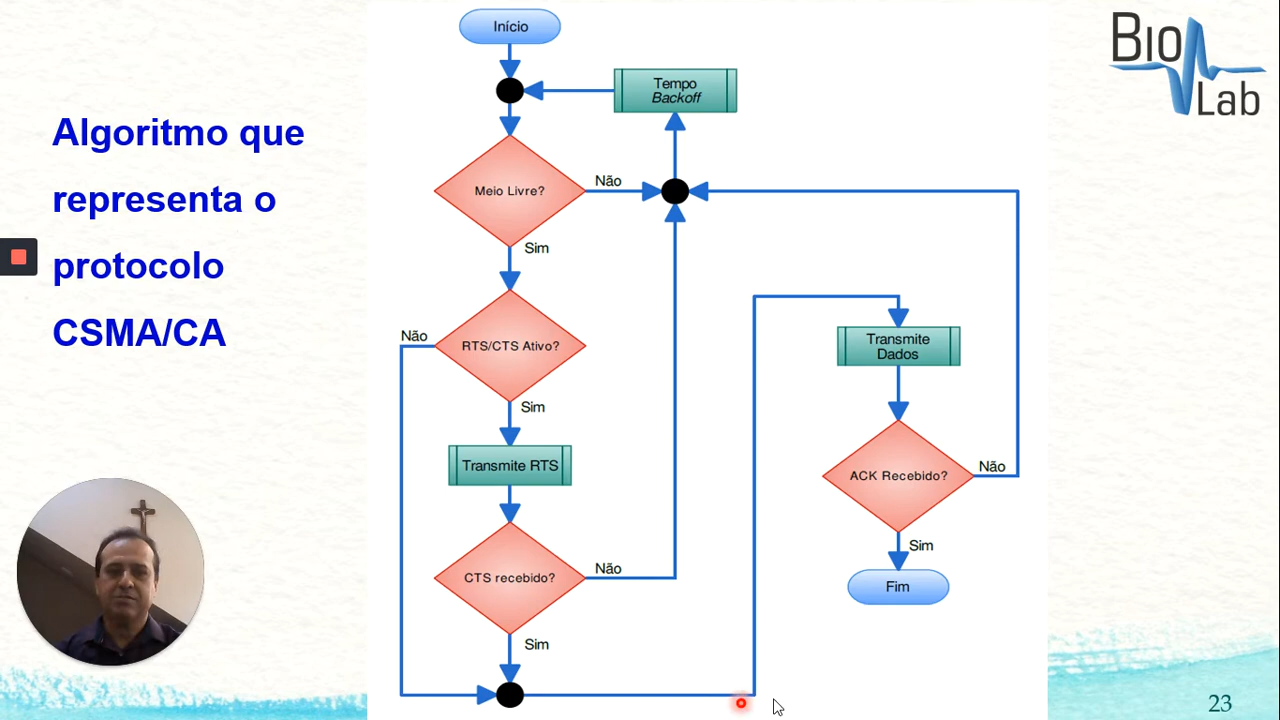 Algoritmo que
representa o
protocolo
CSMA/CA
Início
Tempo
Backoff
Meio Livre?
Não
Sim
RTS/CTS Ativo?
Não
Sim
Transmite RTS
CTS recebido?
Não
Sim
Transmite
Dados
ACK Recebido?
Não
Sim
Fim
Bio
Lab
23